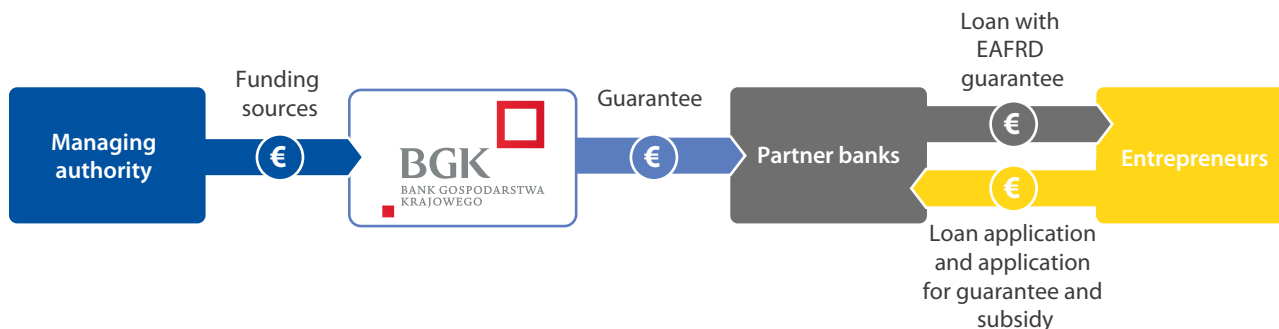 Managing
authority
Funding
sources
€
BGK
BANK GOSPODARSTWA
KRAJOWEGO
Guarantee
€
Partner banks
Loan with
EAFRD
guarantee
€
€
Loan application
and application
for guarantee and
subsidy
Entrepreneurs